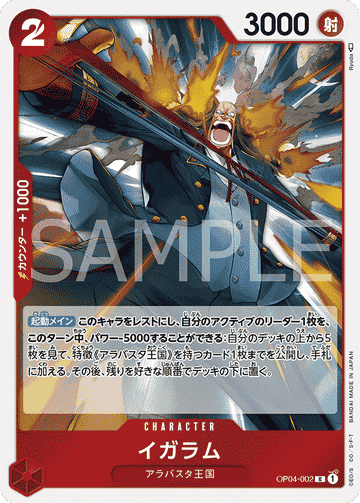 2
3000
射
Ryuda
カウンター +1000
SAMPLE
起動メイン このキャラをレストにし、自分のアクティブのリーダー1枚を、
このターン中、パワー-5000することができる：自分のデッキの上から5
枚を見て、特徴《アラバスタ王国》を持つカード1枚までを公開し、手札
に加える。その後、残りを好きな順番でデッキの下に置く。
CHARACTER
イガラム
アラバスタ王国
OP04-002 UC 1
©E.O/S ©E.O./S.・F・T BANDAI MADE IN JAPAN